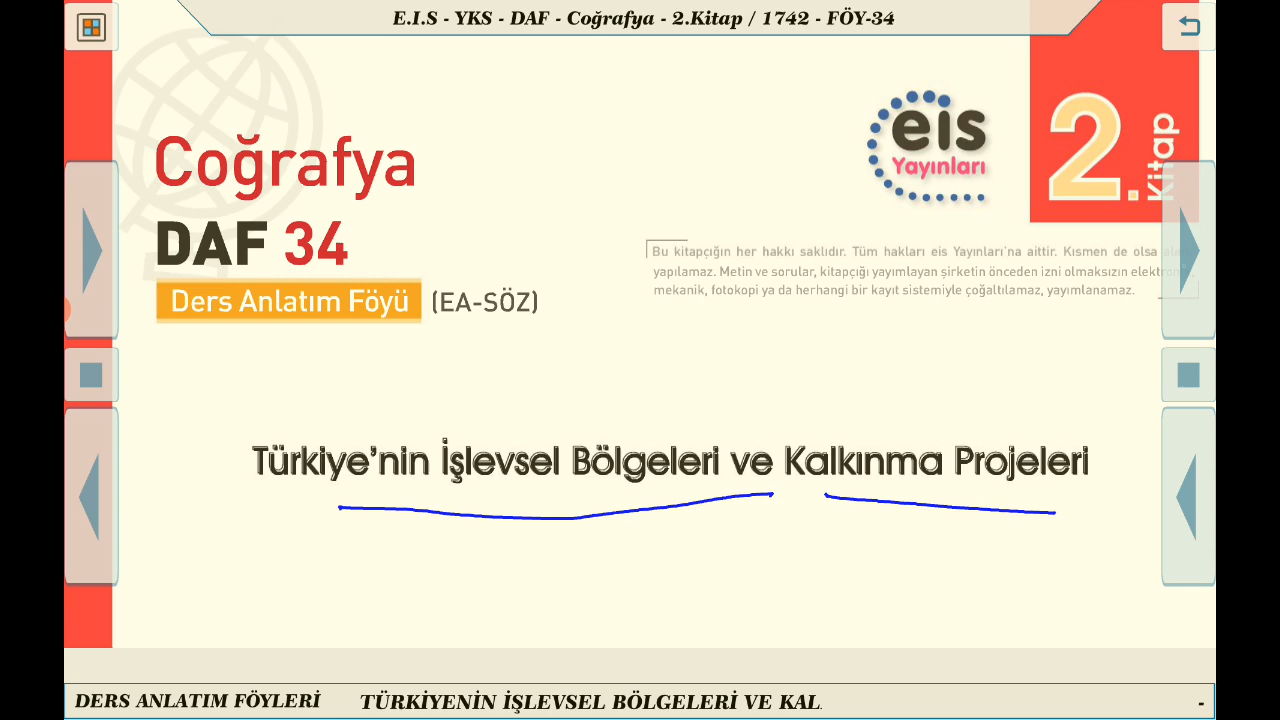 E.I.S - YKS - DAF - Coğrafya - 2.Kitap / 1742 - FÖY-34
eis
Yayınları
2.
Kitap
Coğrafya
DAF 34
Ders Anlatım Föyü (EA-SÖZ)
Bu kitapçığın her hakkı saklıdır. Tüm hakları eis Yayınları'na aittir. Kısmen de olsa
yapılamaz. Metin ve sorular, kitapçığı yayımlayan şirketin önceden izni olmaksızın
mekanik, fotokopi ya da herhangi bir kayıt sistemiyle çoğaltılamaz, yayımlanamaz.
Türkiye'nin İşlevsel Bölgeleri ve Kalkınma Projeleri
DERS ANLATIM FÖYLERİ TÜRKİYENİN İŞLEVSEL BÖLGELERİ VE KAL -